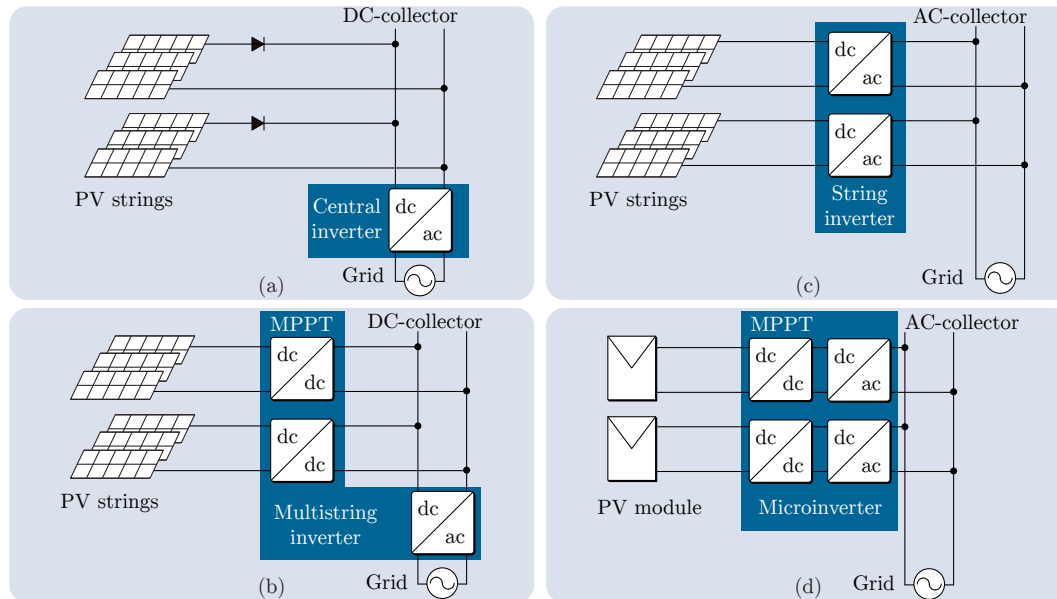 DC-collector
PV strings
Central
inverter
dc
ac
Grid
(a)
AC-collector
dc
ac
dc
ac
PV strings
String
inverter
Grid
(c)
MPPT
DC-collector
dc
dc
dc
dc
PV strings
Multistring
inverter
dc
ac
Grid
(b)
MPPT
AC-collector
dc
dc
dc
ac
dc
dc
dc
ac
PV module
Microinverter
Grid
(d)